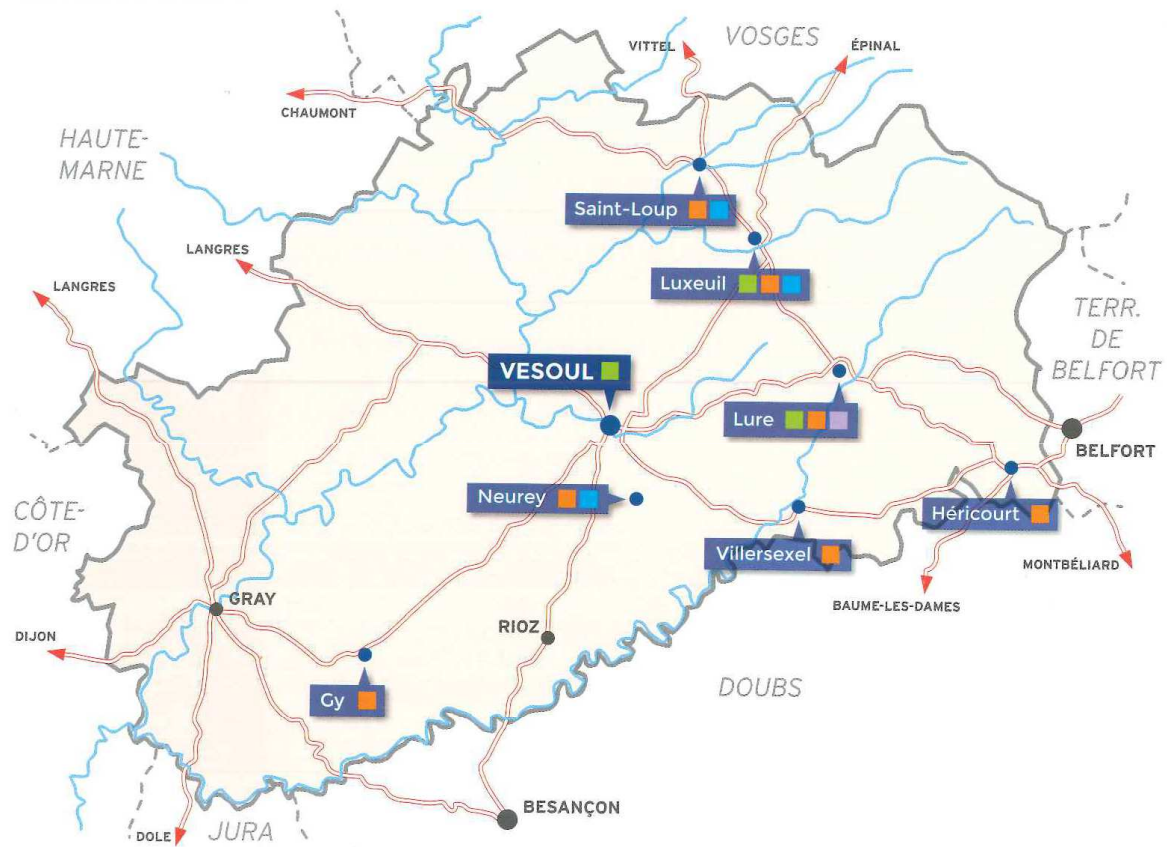 VOSGES
VITTEL
ÉPINAL
CHAUMONT
HAUTE-
MARNE
Saint-Loup
LANGRES
Luxeuil
LANGRES
TERR.
DE
BELFORT
VESOUL
Lure
BELFORT
Neurey
CÔTE-
D'OR
Héricourt
Villersexel
MONTBÉLIARD
GRAY
BAUME-LES-DAMES
RIOZ
DIJON
DOUBS
Gy
BESANÇON
DOLE
JURA